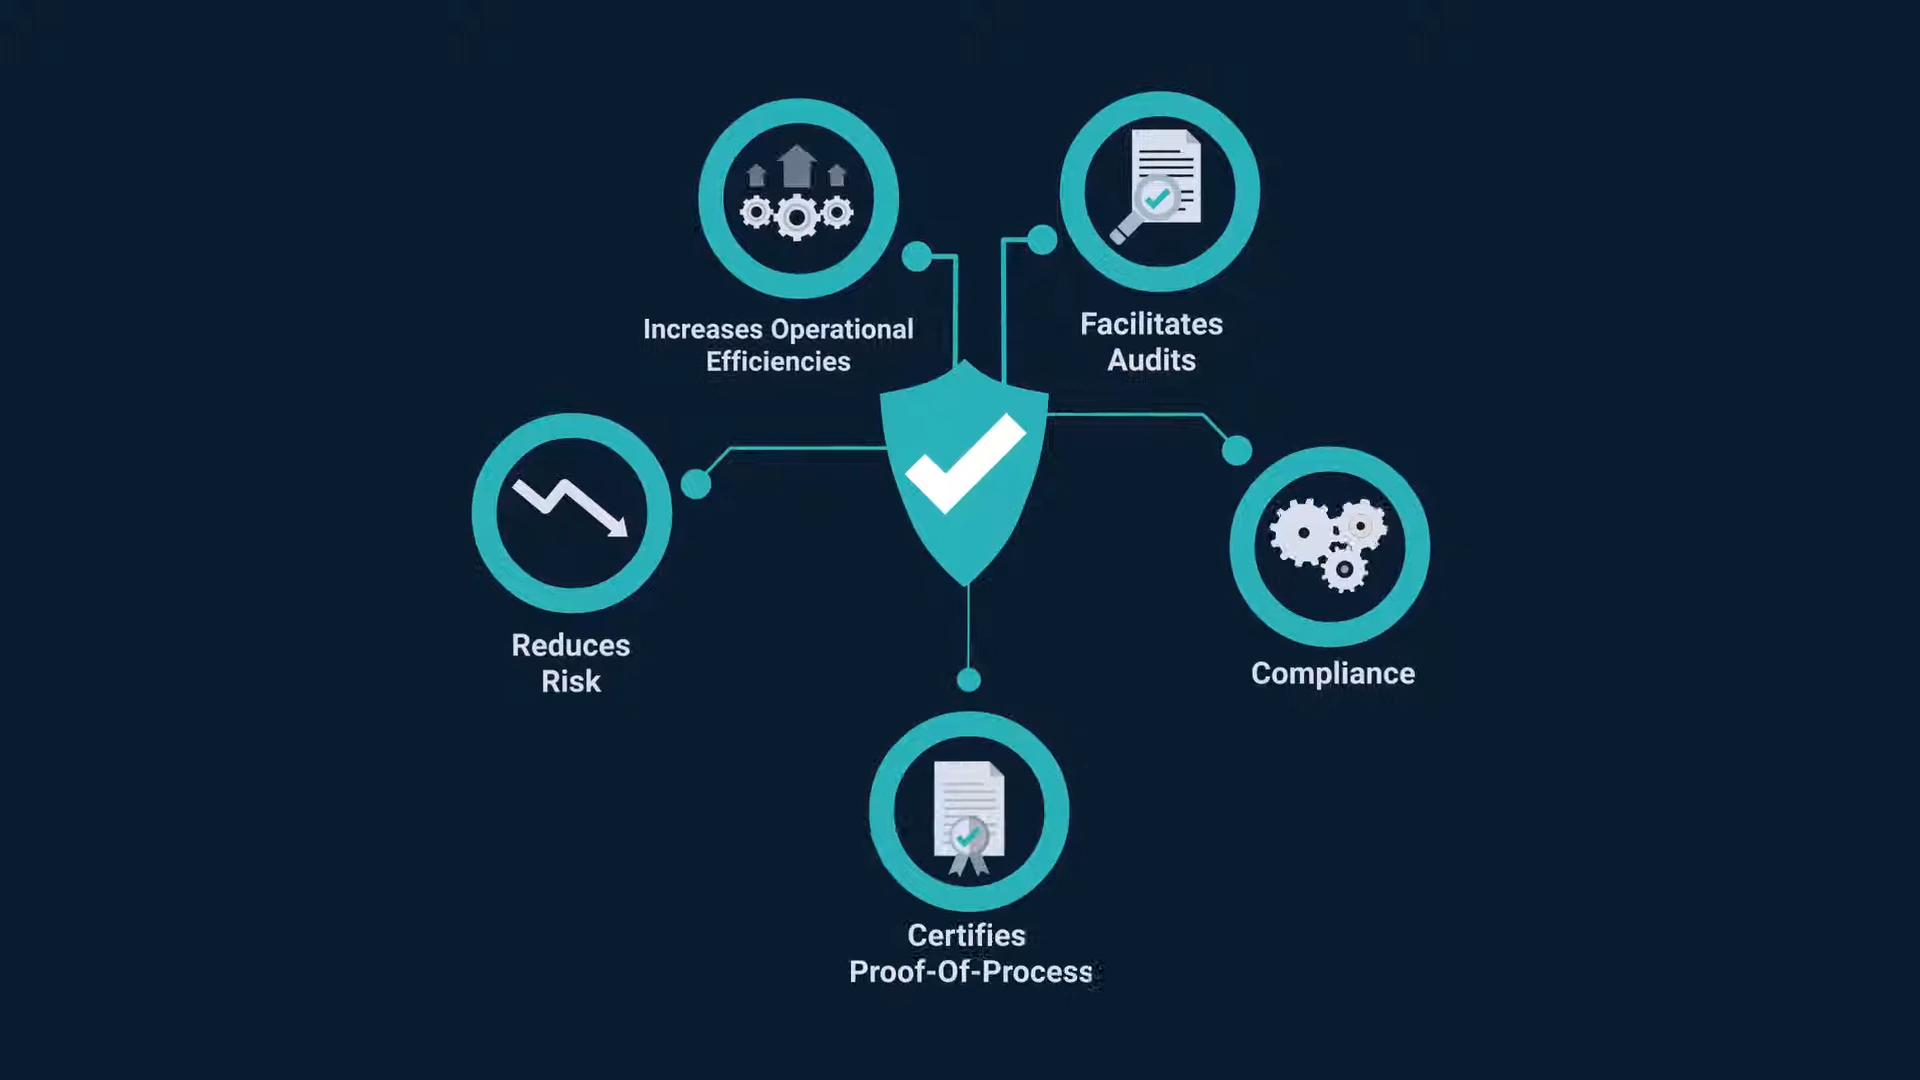 Increases Operational
Efficiencies
Facilitates
Audits
Reduces
Risk
Compliance
Certifies
Proof-Of-Process